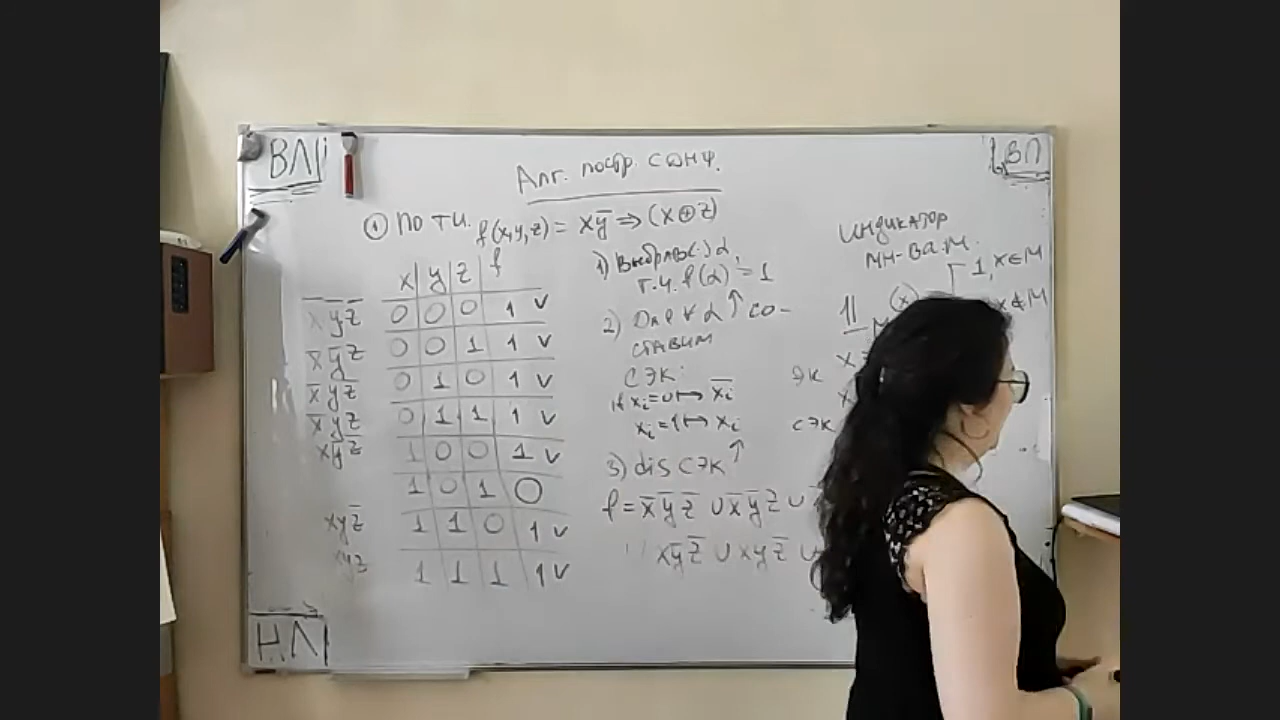 ВЛ
ВП
НЛ
Алг. постр. СДНФ.
① По т.и. f(x,y,z) = xȳ ⇒ (x⊕z)
x y z f
x̄ȳz̄ 0 0 0 1 v
x̄ȳz 0 0 1 1 v
x̄yz̄ 0 1 0 1 v
x̄yz 0 1 1 1 v
xȳz̄ 1 0 0 1 v
1 0 1 0
xyz̄ 1 1 0 1 v
xyz 1 1 1 1 v
1) Выбрать (·) α,
т.ч. f(α) = 1
2) Для ∀ α ↑ со-
ставим
СЭК:
if xᵢ=0 ↦ x̄ᵢ
xᵢ=1 ↦ xᵢ
3) dis СЭК ↑
f = x̄ȳz̄ ∪ x̄ȳz ∪
xȳz̄ ∪ xyz̄ ∪
Индикатор
мн-ва М.
1, x∈M
x∉M
1 (x)
ЭК
СЭК